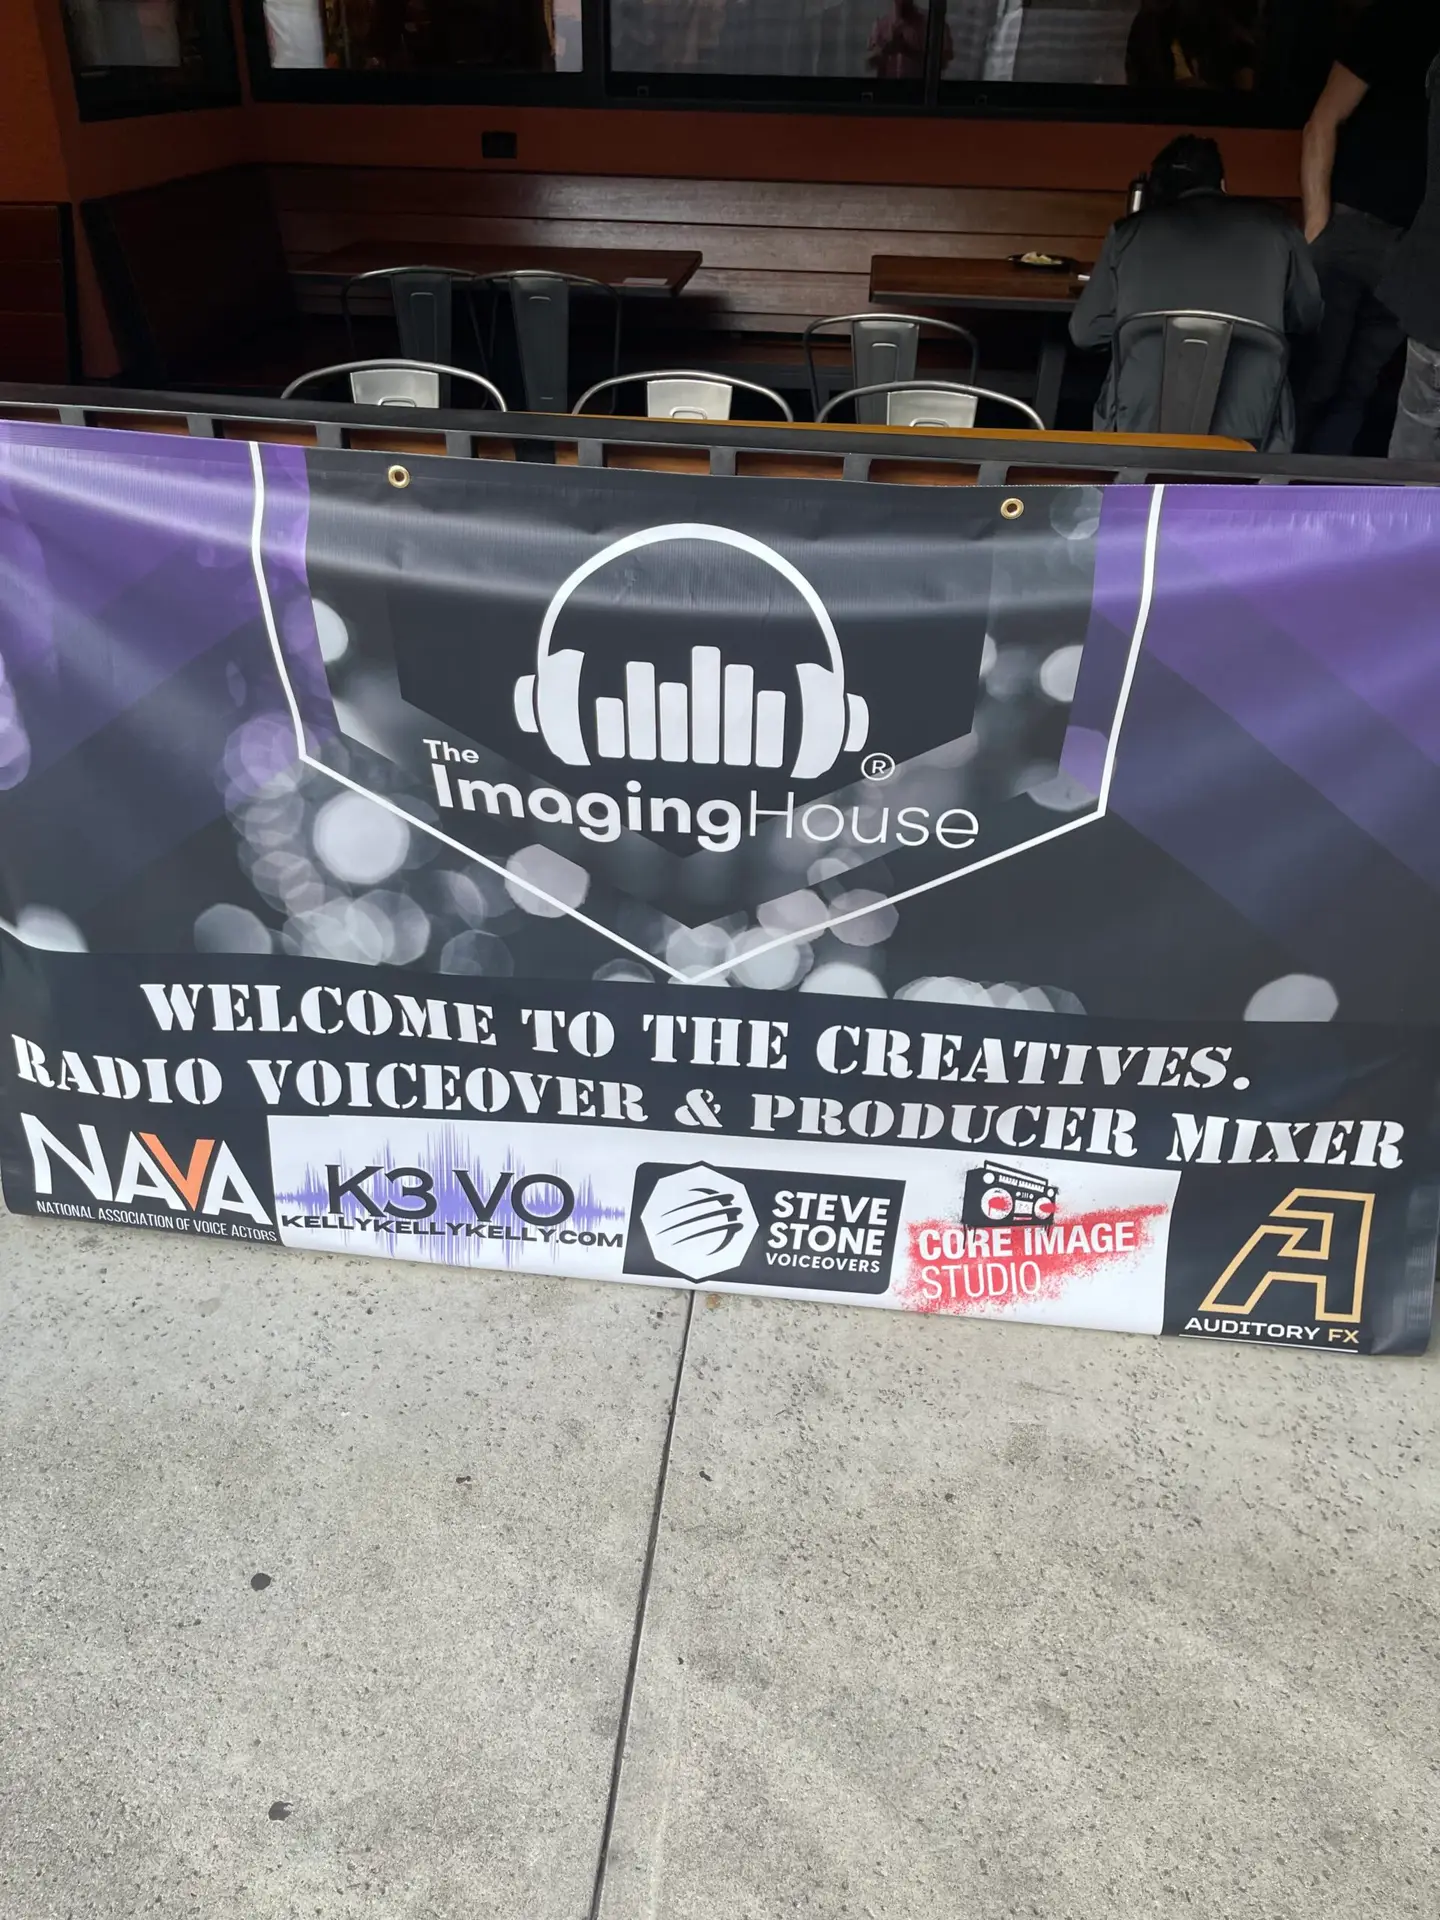 The
ImagingHouse®
WELCOME TO THE CREATIVES.
RADIO VOICEOVER & PRODUCER MIXER
NAVA
NATIONAL ASSOCIATION OF VOICE ACTORS
K3 VO
KELLYKELLYKELLY.COM
STEVE
STONE
VOICEOVERS
CORE IMAGE
STUDIO
A
AUDITORY FX